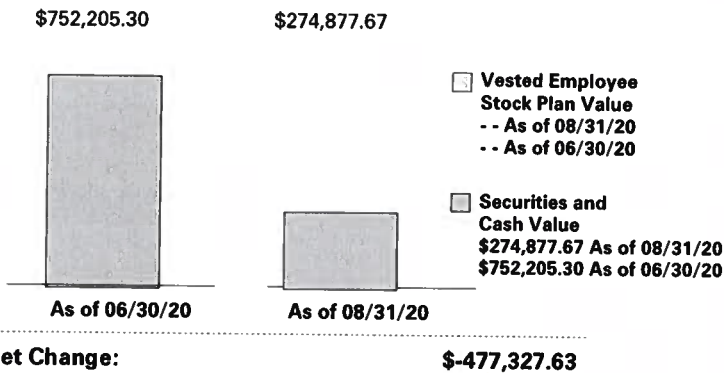 $752,205.30 $274,877.67
Vested Employee
Stock Plan Value
- - As of 08/31/20
- - As of 06/30/20
Securities and
Cash Value
$274,877.67 As of 08/31/20
$752,205.30 As of 06/30/20
As of 06/30/20 As of 08/31/20
et Change: $-477,327.63